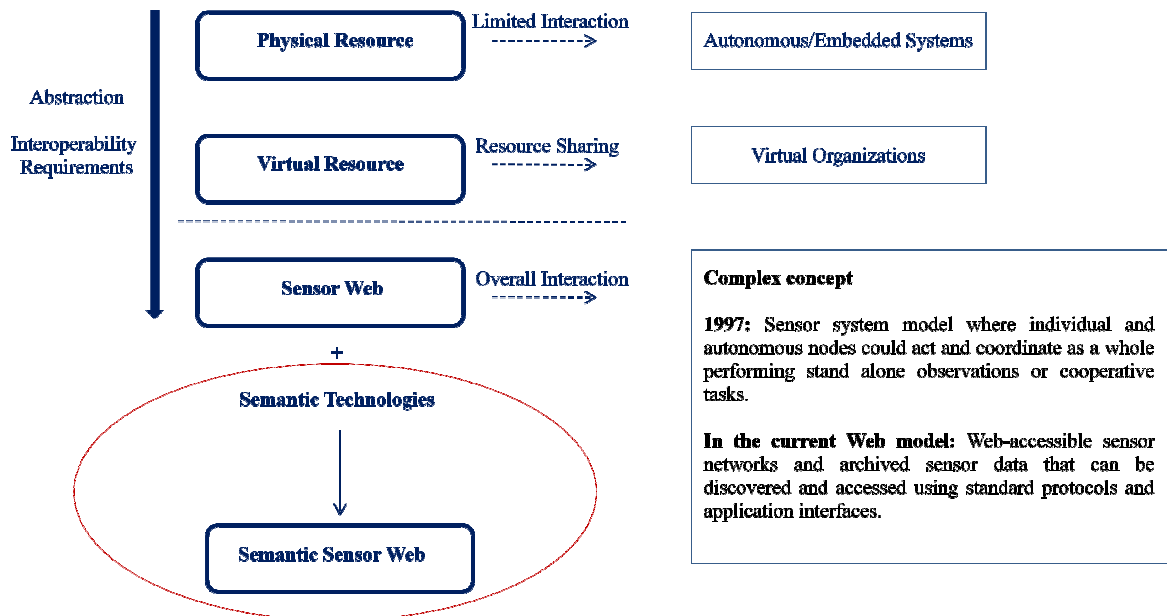 Limited Interaction
Physical Resource
Autonomous/Embedded Systems
Abstraction
Interoperability
Requirements
Resource Sharing
Virtual Resource
Virtual Organizations
Sensor Web
Overall Interaction
+
Semantic Technologies
Semantic Sensor Web
Complex concept
1997: Sensor system model where individual and
autonomous nodes could act and coordinate as a whole
performing stand alone observations or cooperative
tasks.
In the current Web model: Web-accessible sensor
networks and archived sensor data that can be
discovered and accessed using standard protocols and
application interfaces.